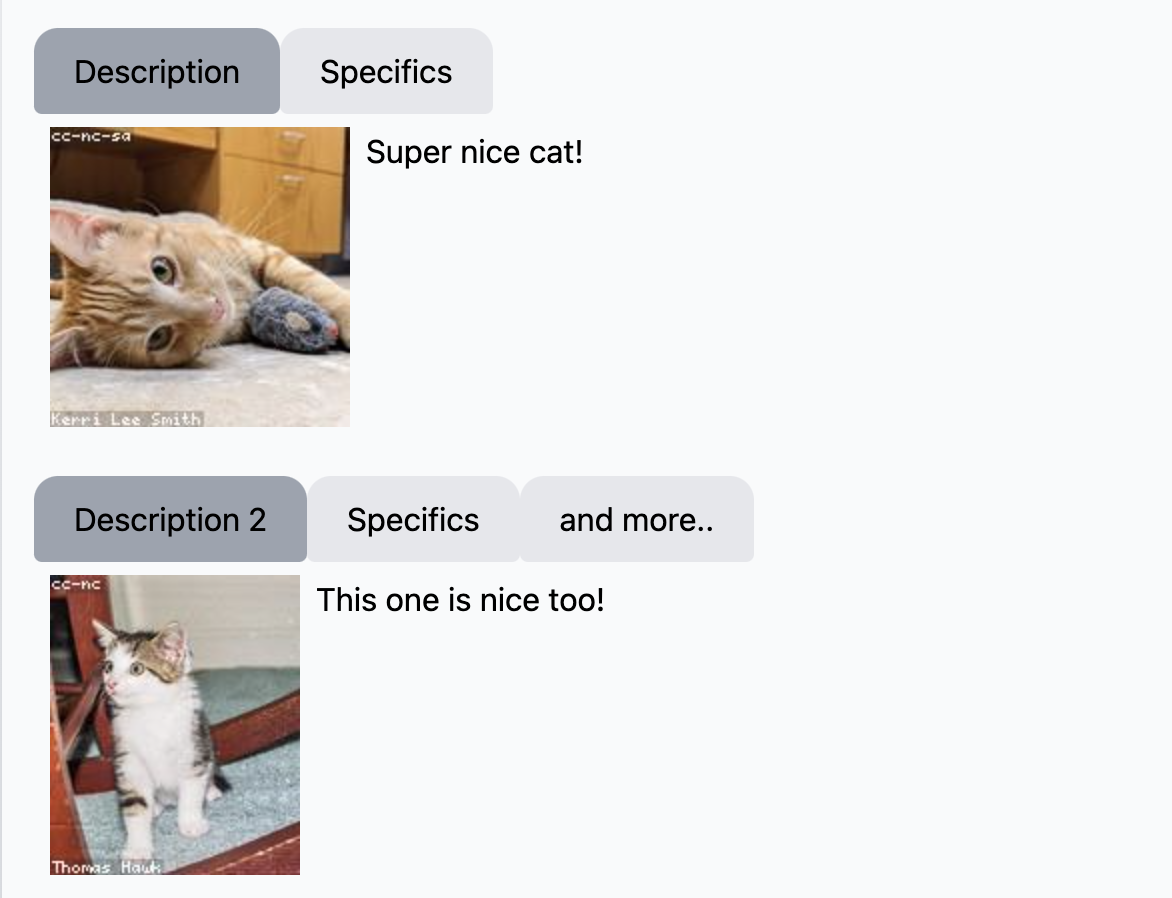 Description
Specifics
cc-nc-sa
Super nice cat!
Kerri Lee Smith
Description 2
Specifics
and more..
cc-nc
This one is nice too!
Thomas Hawk